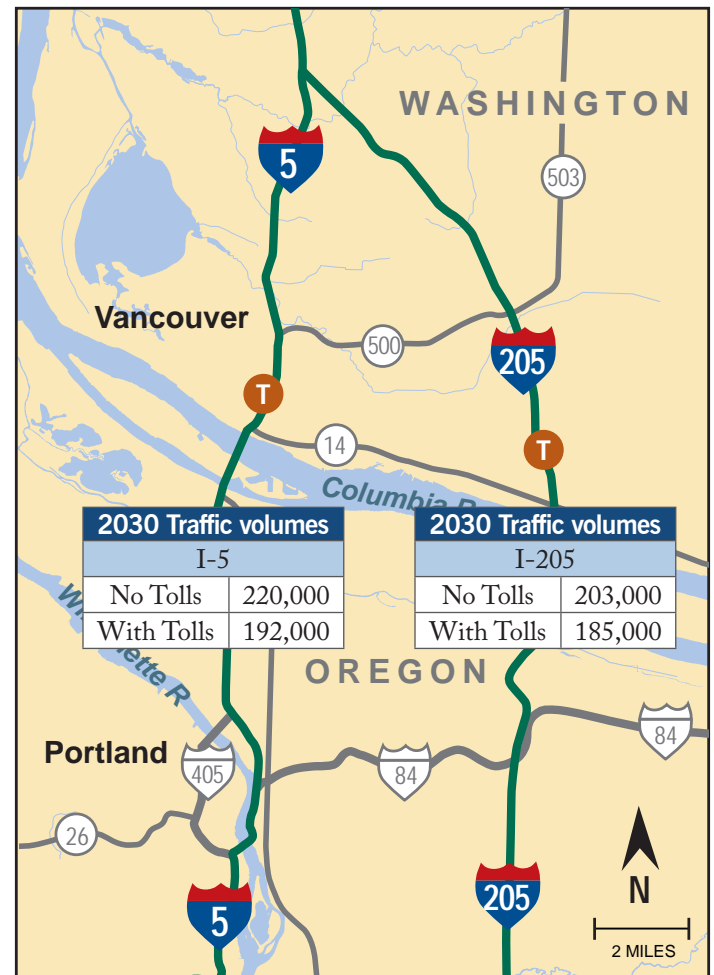 WASHINGTON
5
503
Vancouver
500
205
T
T
14
Columbia
2030 Traffic volumes
I-5
No Tolls 220,000
With Tolls 192,000
2030 Traffic volumes
I-205
No Tolls 203,000
With Tolls 185,000
OREGON
Portland
405
84
84
26
5
205
N
2 MILES